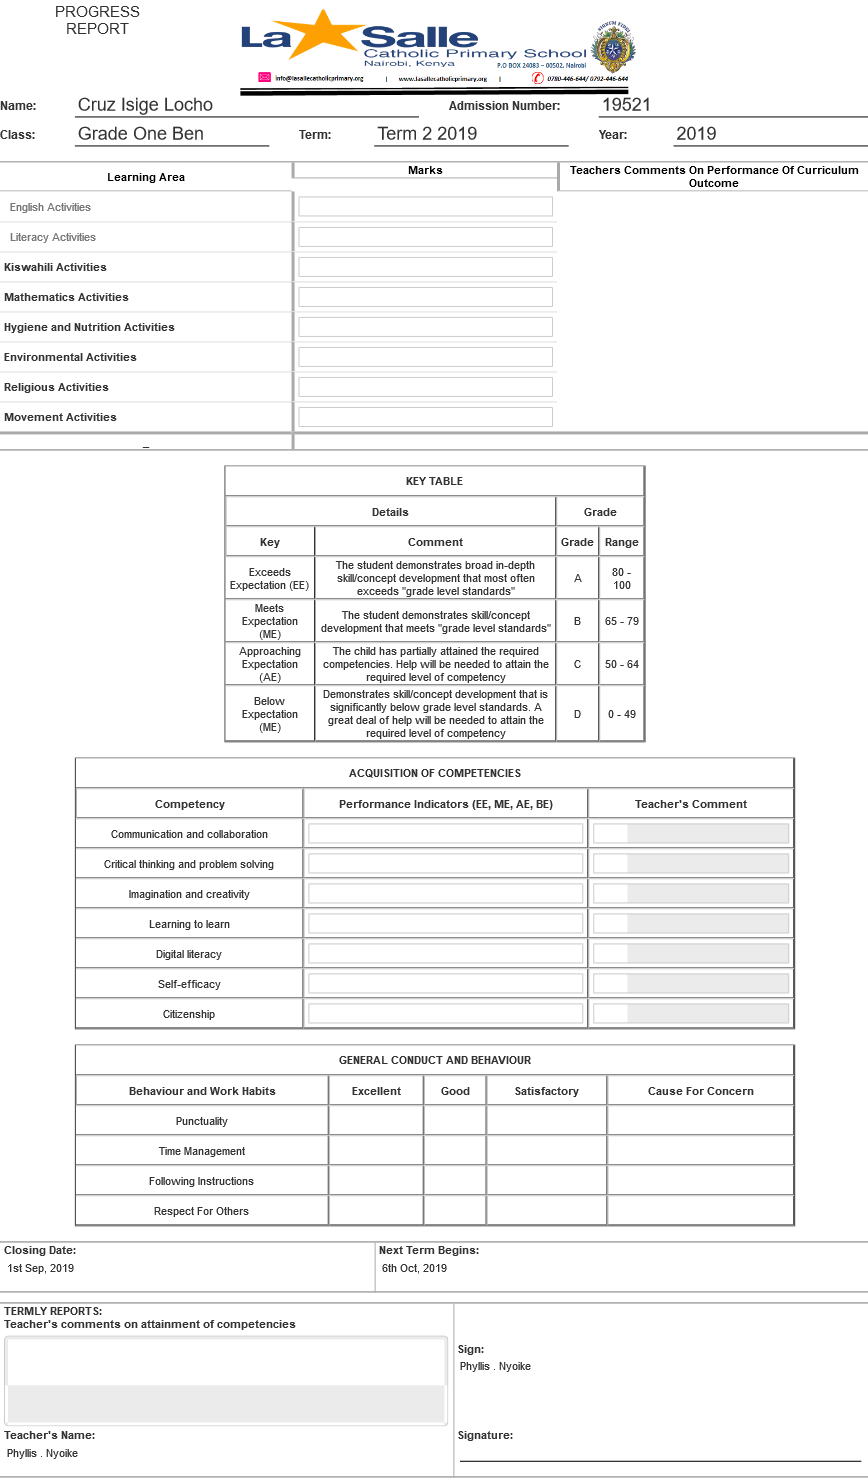 PROGRESS
REPORT
La Salle
Catholic Primary School
Nairobi, Kenya
P.O BOX 24083 – 00502. Nairobi
SIGNUM FIDEI
info@lasallecatholicprimary.org | www.lasallecatholicprimary.org | 0780-446-644/ 0792-446-644
Name: Cruz Isige Locho Admission Number: 19521
Class: Grade One Ben Term: Term 2 2019 Year: 2019
Learning Area Marks Teachers Comments On Performance Of Curriculum
Outcome
English Activities
Literacy Activities
Kiswahili Activities
Mathematics Activities
Hygiene and Nutrition Activities
Environmental Activities
Religious Activities
Movement Activities
_
KEY TABLE
Details Grade
Key Comment Grade Range
Exceeds
Expectation (EE)
The student demonstrates broad in-depth
skill/concept development that most often
exceeds "grade level standards"
A
80 -
100
Meets
Expectation
(ME)
The student demonstrates skill/concept
development that meets "grade level standards"
B
65 - 79
Approaching
Expectation
(AE)
The child has partially attained the required
competencies. Help will be needed to attain the
required level of competency
C
50 - 64
Below
Expectation
(ME)
Demonstrates skill/concept development that is
significantly below grade level standards. A
great deal of help will be needed to attain the
required level of competency
D
0 - 49
ACQUISITION OF COMPETENCIES
Competency Performance Indicators (EE, ME, AE, BE) Teacher's Comment
Communication and collaboration
Critical thinking and problem solving
Imagination and creativity
Learning to learn
Digital literacy
Self-efficacy
Citizenship
GENERAL CONDUCT AND BEHAVIOUR
Behaviour and Work Habits Excellent Good Satisfactory Cause For Concern
Punctuality
Time Management
Following Instructions
Respect For Others
Closing Date: Next Term Begins:
1st Sep, 2019 6th Oct, 2019
TERMLY REPORTS:
Teacher's comments on attainment of competencies
Sign:
Phyllis . Nyoike
Teacher's Name: Signature:
Phyllis . Nyoike